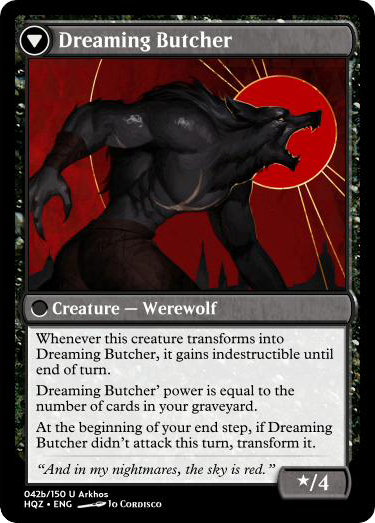 Dreaming Butcher
Creature — Werewolf
Whenever this creature transforms into
Dreaming Butcher, it gains indestructible until
end of turn.
Dreaming Butcher' power is equal to the
number of cards in your graveyard.
At the beginning of your end step, if Dreaming
Butcher didn't attack this turn, transform it.
"And in my nightmares, the sky is red."
★/4
042b/150 U Arkhos
HQZ • ENG Jo Cordisco